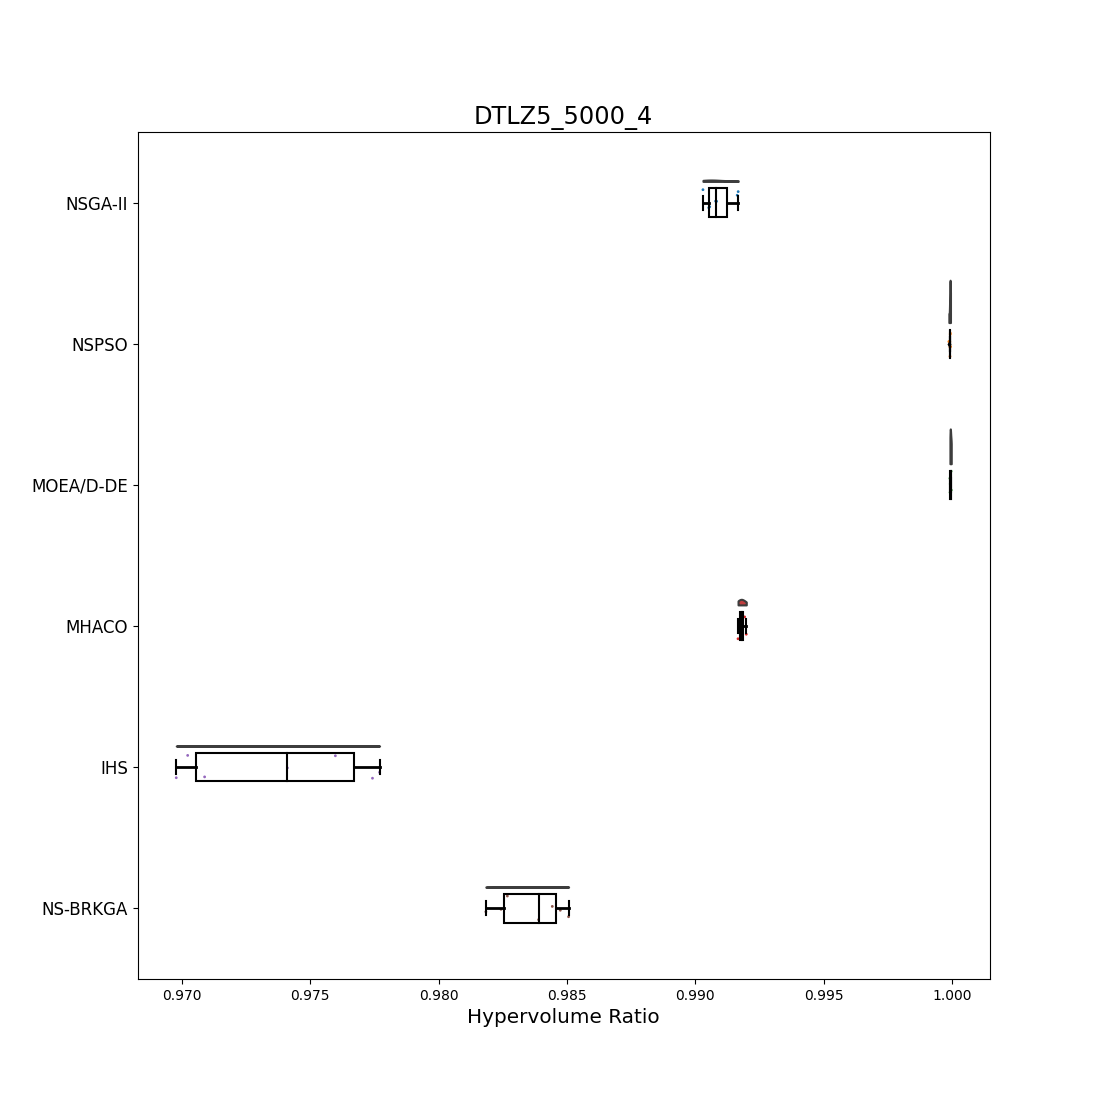 DTLZ5_5000_4
NSGA-II
NSPSO
MOEA/D-DE
MHACO
IHS
NS-BRKGA
0.970 0.975 0.980 0.985 0.990 0.995 1.000
Hypervolume Ratio